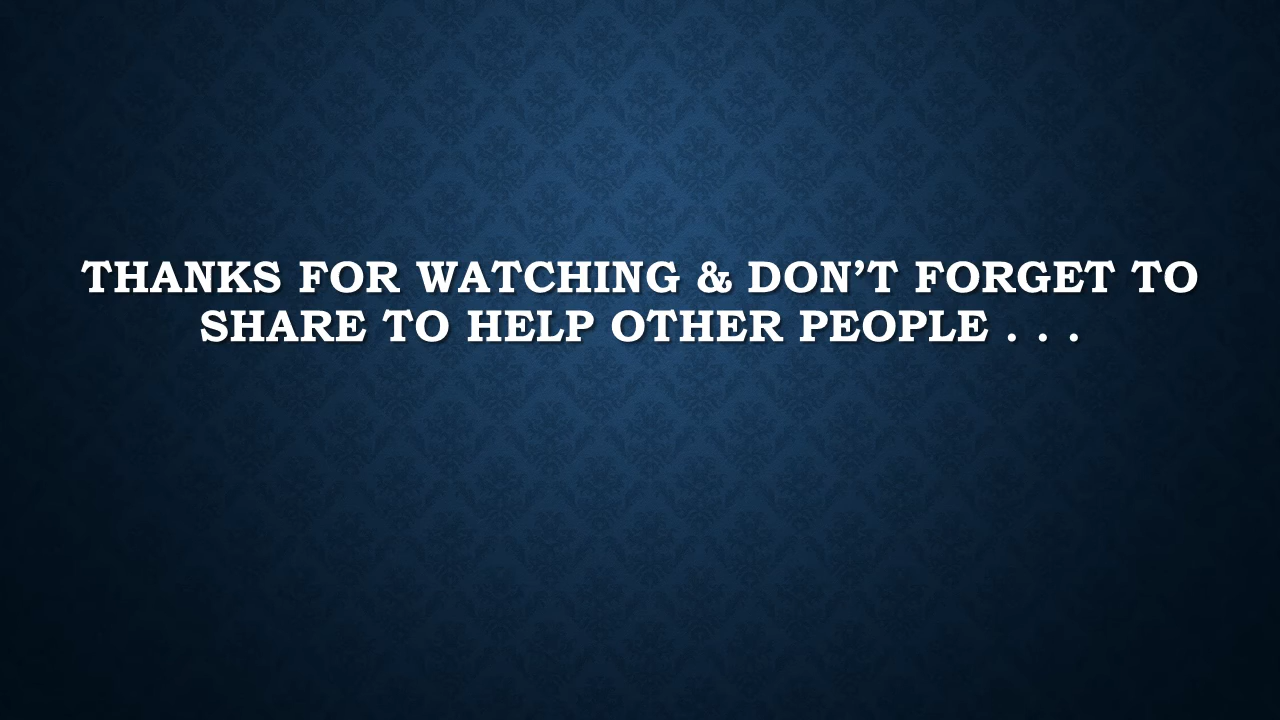 THANKS FOR WATCHING & DON’T FORGET TO
SHARE TO HELP OTHER PEOPLE . . .